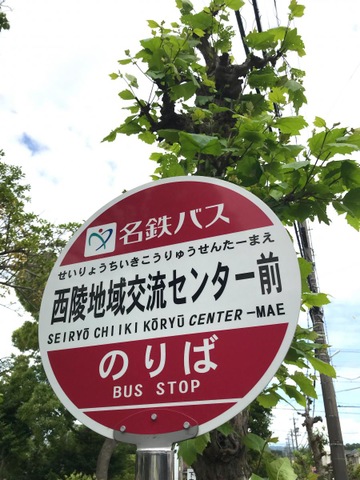 名鉄バス
せいりょうちいきこうりゅうせんたーまえ
西陵地域交流センター前
SEIRYŌ CHIIKI KŌRYŪ CENTER-MAE
のりば
BUS STOP